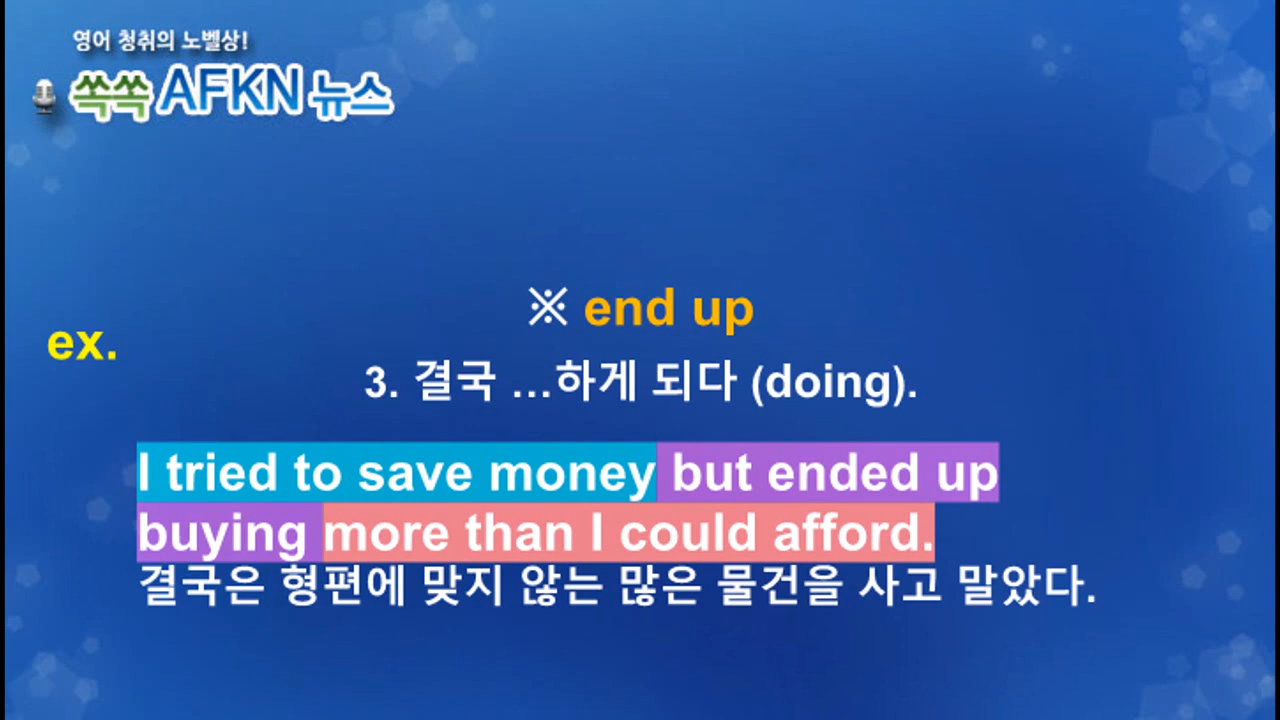 영어 청취의 노벨상!
쏙쏙 AFKN 뉴스
※ end up
ex.
3. 결국 ...하게 되다 (doing).
I tried to save money but ended up
buying more than I could afford.
결국은 형편에 맞지 않는 많은 물건을 사고 말았다.